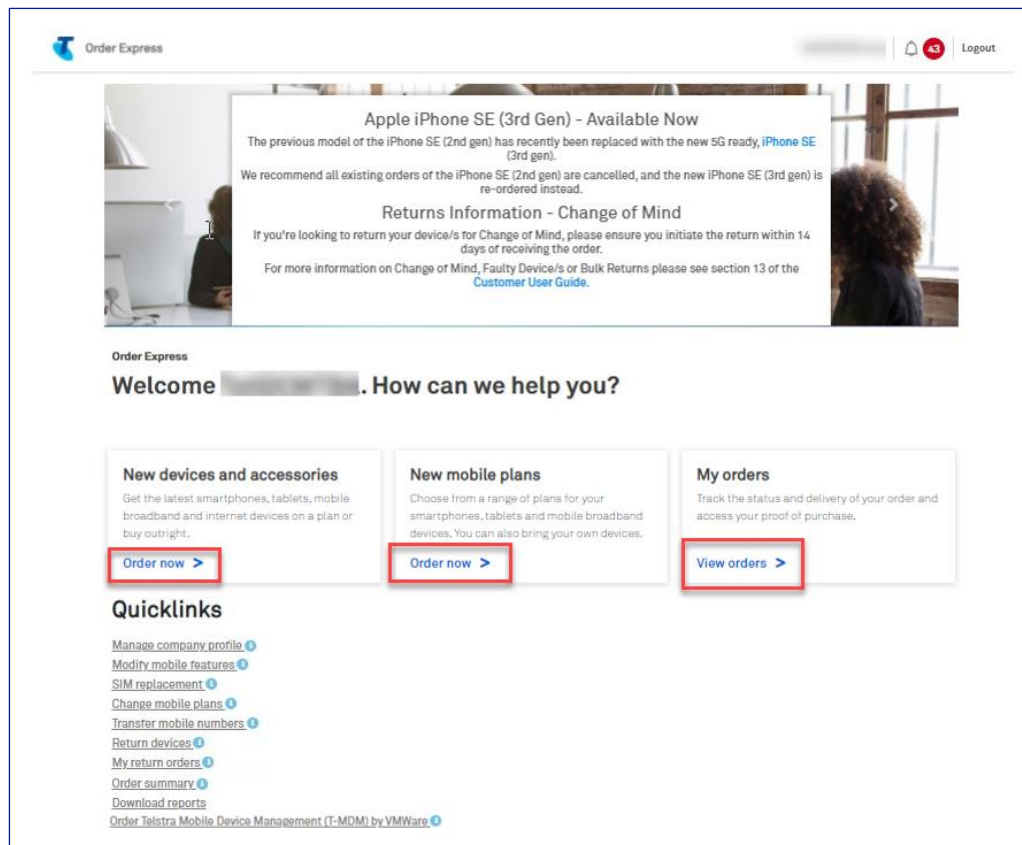 Order Express
43
Logout
Apple iPhone SE (3rd Gen) - Available Now
The previous model of the iPhone SE (2nd gen) has recently been replaced with the new 5G ready, iPhone SE
(3rd gen).
We recommend all existing orders of the iPhone SE (2nd gen) are cancelled, and the new iPhone SE (3rd gen) is
re-ordered instead.
Returns Information - Change of Mind
If you're looking to return your device/s for Change of Mind, please ensure you initiate the return within 14
days of receiving the order.
For more information on Change of Mind, Faulty Device/s or Bulk Returns please see section 13 of the
Customer User Guide.
Order Express
Welcome . How can we help you?
New devices and accessories
Get the latest smartphones, tablets, mobile
broadband and internet devices on a plan or
buy outright.
Order now >
New mobile plans
Choose from a range of plans for your
smartphones, tablets and mobile broadband
devices. You can also bring your own devices.
Order now >
My orders
Track the status and delivery of your order and
access your proof of purchase.
View orders >
Quicklinks
Manage company profile
Modify mobile features
SIM replacement
Change mobile plans
Transfer mobile numbers
Return devices
My return orders
Order summary
Download reports
Order Telstra Mobile Device Management (T-MDM) by VMWare